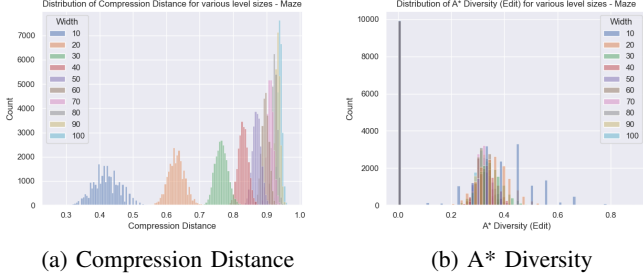 Distribution of Compression Distance for various level sizes - Maze
Width
10
20
30
40
50
60
70
80
90
100
Count
7000
6000
5000
4000
3000
2000
1000
0
0.3 0.4 0.5 0.6 0.7 0.8 0.9 1.0
Compression Distance
(a) Compression Distance
Distribution of A* Diversity (Edit) for various level sizes - Maze
Width
10
20
30
40
50
60
70
80
90
100
Count
10000
8000
6000
4000
2000
0
0.0 0.2 0.4 0.6 0.8
A* Diversity (Edit)
(b) A* Diversity